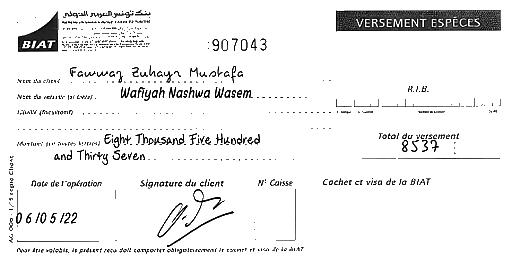 بنك تونس العربي الدولي
BIAT
VERSEMENT ESPÈCES
907043
Nom du client Fawwaz Zuhayr Mustafa
Nom du verseur (si tiers) Wafiyah Nashwa Wasem
R.I.B.
Montant (en toutes lettres) Eight Thousand Five Hundred
and Thirty Seven
Total du versement
8537
Date de l'opération
Signature du client
N° Caisse
Cachet et visa de la BIAT
06/05/22
Pour être valable, le présent reçu doit comporter obligatoirement le cachet et visa de la BIAT